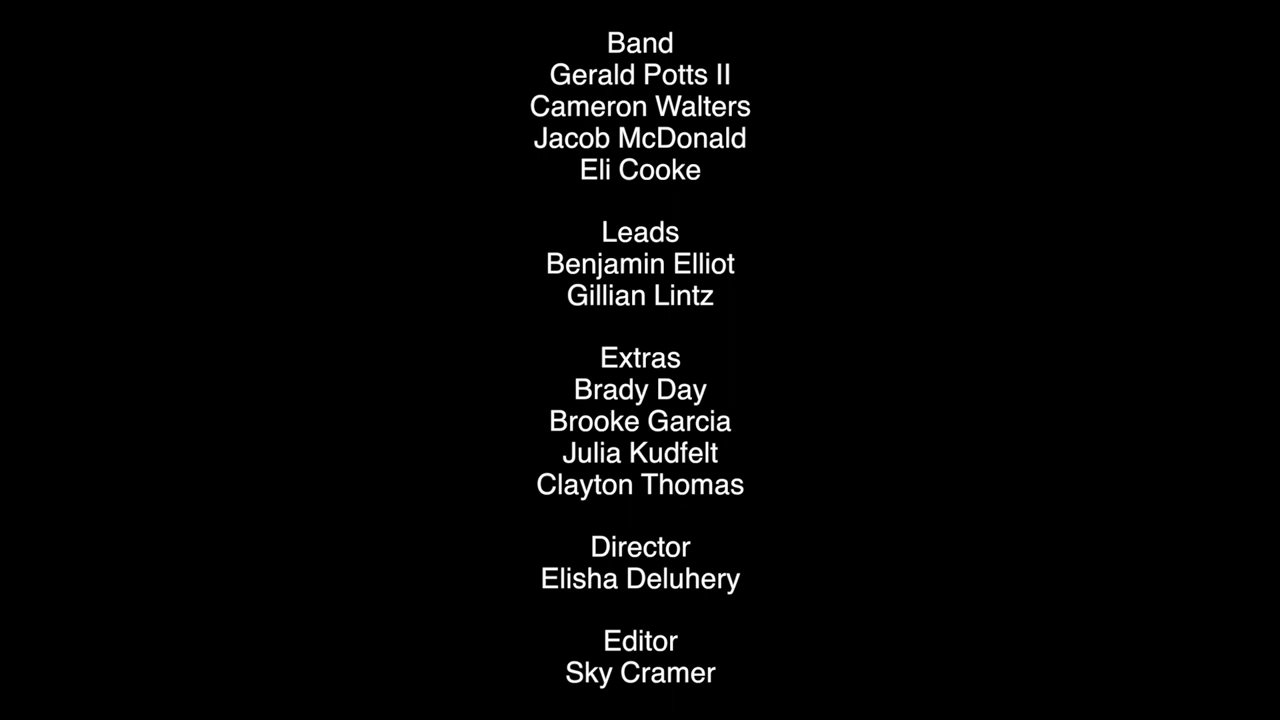 Band
Gerald Potts II
Cameron Walters
Jacob McDonald
Eli Cooke
Leads
Benjamin Elliot
Gillian Lintz
Extras
Brady Day
Brooke Garcia
Julia Kudfelt
Clayton Thomas
Director
Elisha Deluhery
Editor
Sky Cramer